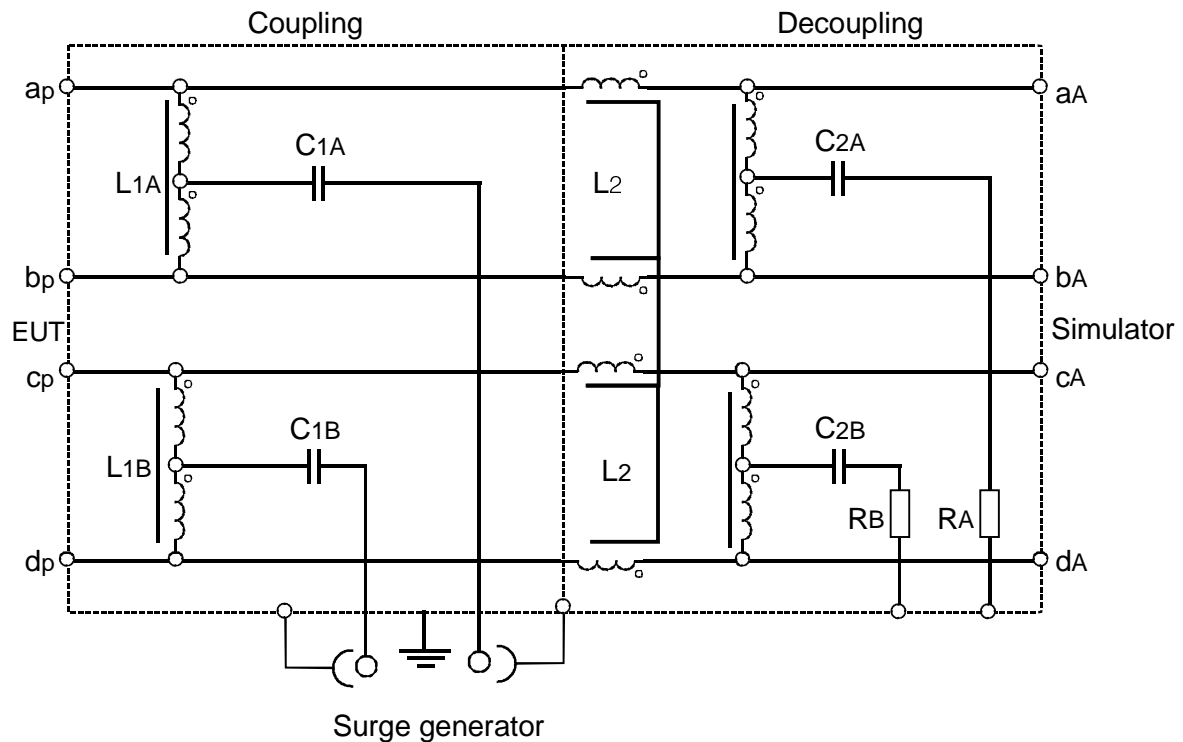 Coupling
Decoupling
ap
aA
C1A
C2A
L1A
L2
bp
bA
EUT
Simulator
cp
cA
C1B
C2B
L1B
L2
RB
RA
dp
dA
Surge generator